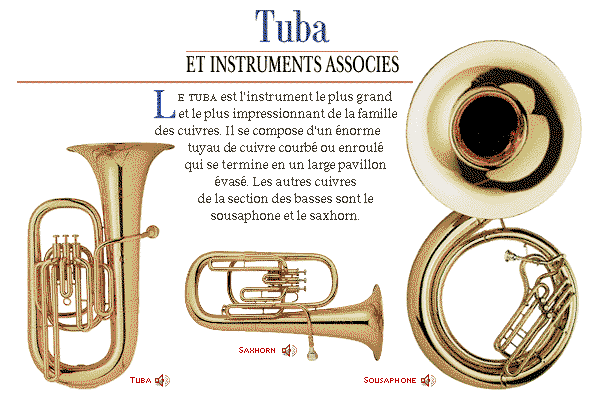 Tuba
ET INSTRUMENTS ASSOCIES
LE TUBA est l'instrument le plus grand
et le plus impressionnant de la famille
des cuivres. Il se compose d'un énorme
tuyau de cuivre courbé ou enroulé
qui se termine en un large pavillon
évasé. Les autres cuivres
de la section des basses sont le
sousaphone et le saxhorn.
SAXHORN
TUBA
SOUSAPHONE